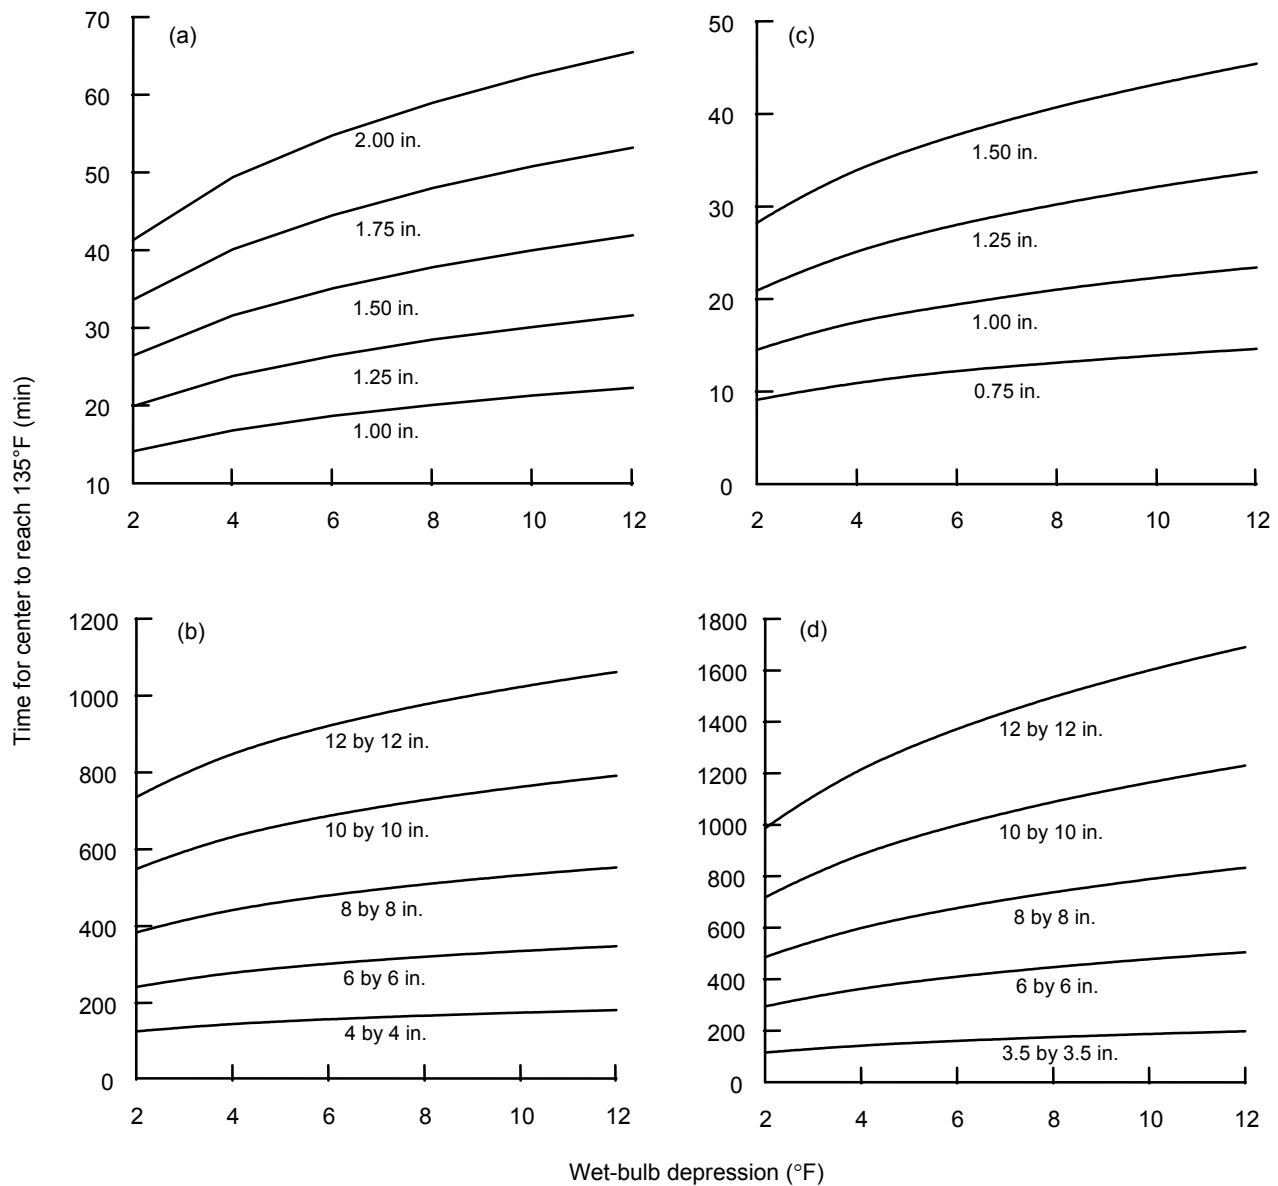 Time for center to reach 135°F (min)
(a)
70
60
50
40
30
20
10
2.00 in.
1.75 in.
1.50 in.
1.25 in.
1.00 in.
2 4 6 8 10 12
(c)
50
40
30
20
10
0
1.50 in.
1.25 in.
1.00 in.
0.75 in.
2 4 6 8 10 12
(b)
1200
1000
800
600
400
200
0
12 by 12 in.
10 by 10 in.
8 by 8 in.
6 by 6 in.
4 by 4 in.
2 4 6 8 10 12
(d)
1800
1600
1400
1200
1000
800
600
400
200
0
12 by 12 in.
10 by 10 in.
8 by 8 in.
6 by 6 in.
3.5 by 3.5 in.
2 4 6 8 10 12
Wet-bulb depression (°F)